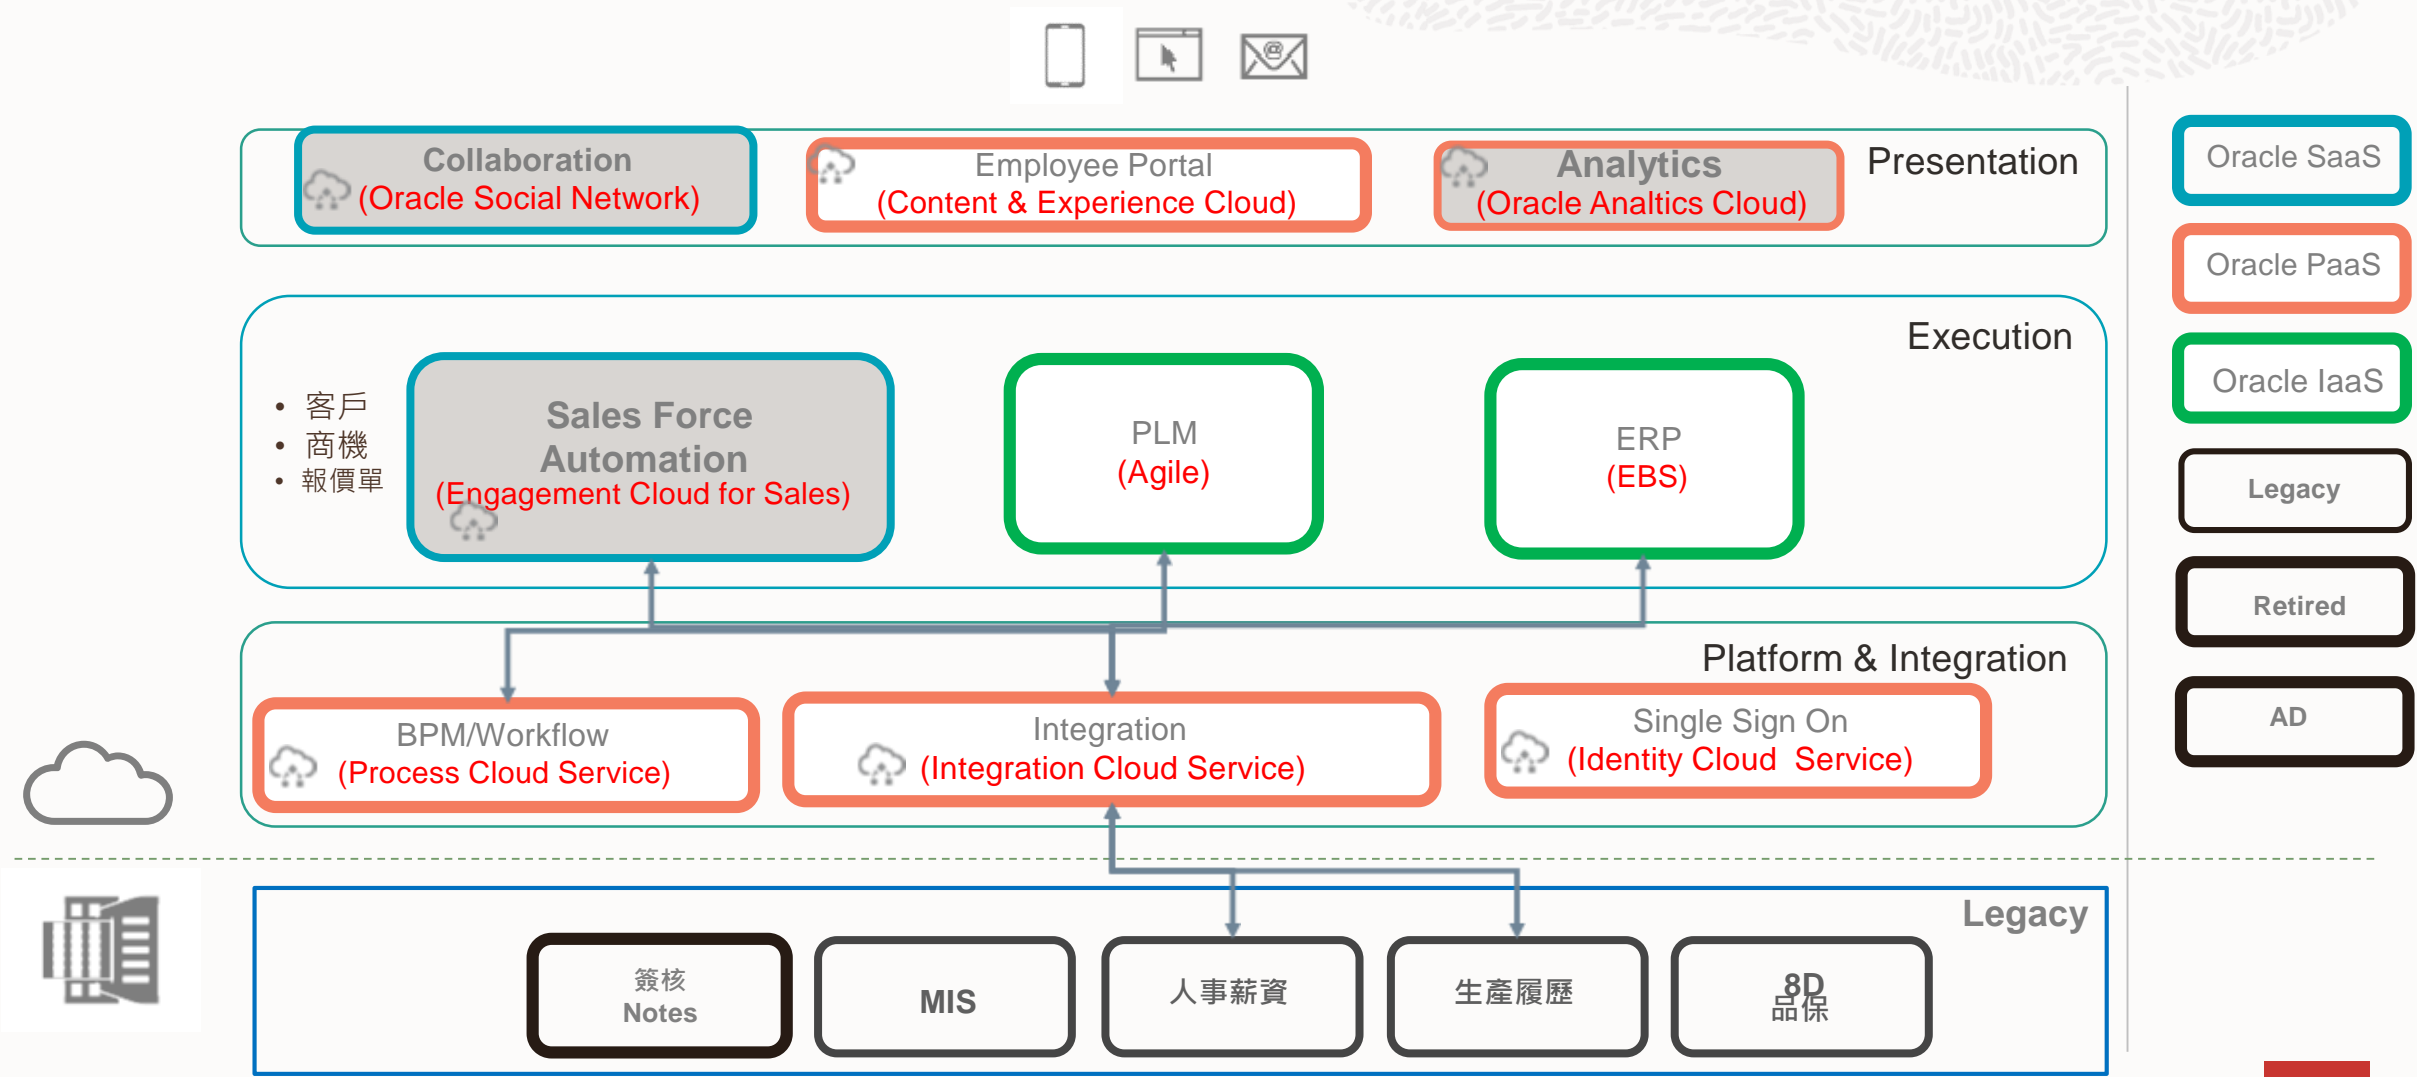 Collaboration
(Oracle Social Network)
Employee Portal
(Content & Experience Cloud)
Analytics
(Oracle Analtics Cloud)
Presentation
Execution
• 客戶
• 商機
• 報價單
Sales Force
Automation
(Engagement Cloud for Sales)
PLM
(Agile)
ERP
(EBS)
Platform & Integration
BPM/Workflow
(Process Cloud Service)
Integration
(Integration Cloud Service)
Single Sign On
(Identity Cloud  Service)
Legacy
簽核
Notes
MIS
人事薪資
生產履歷
8D
品保
Oracle SaaS
Oracle PaaS
Oracle IaaS
Legacy
Retired
AD